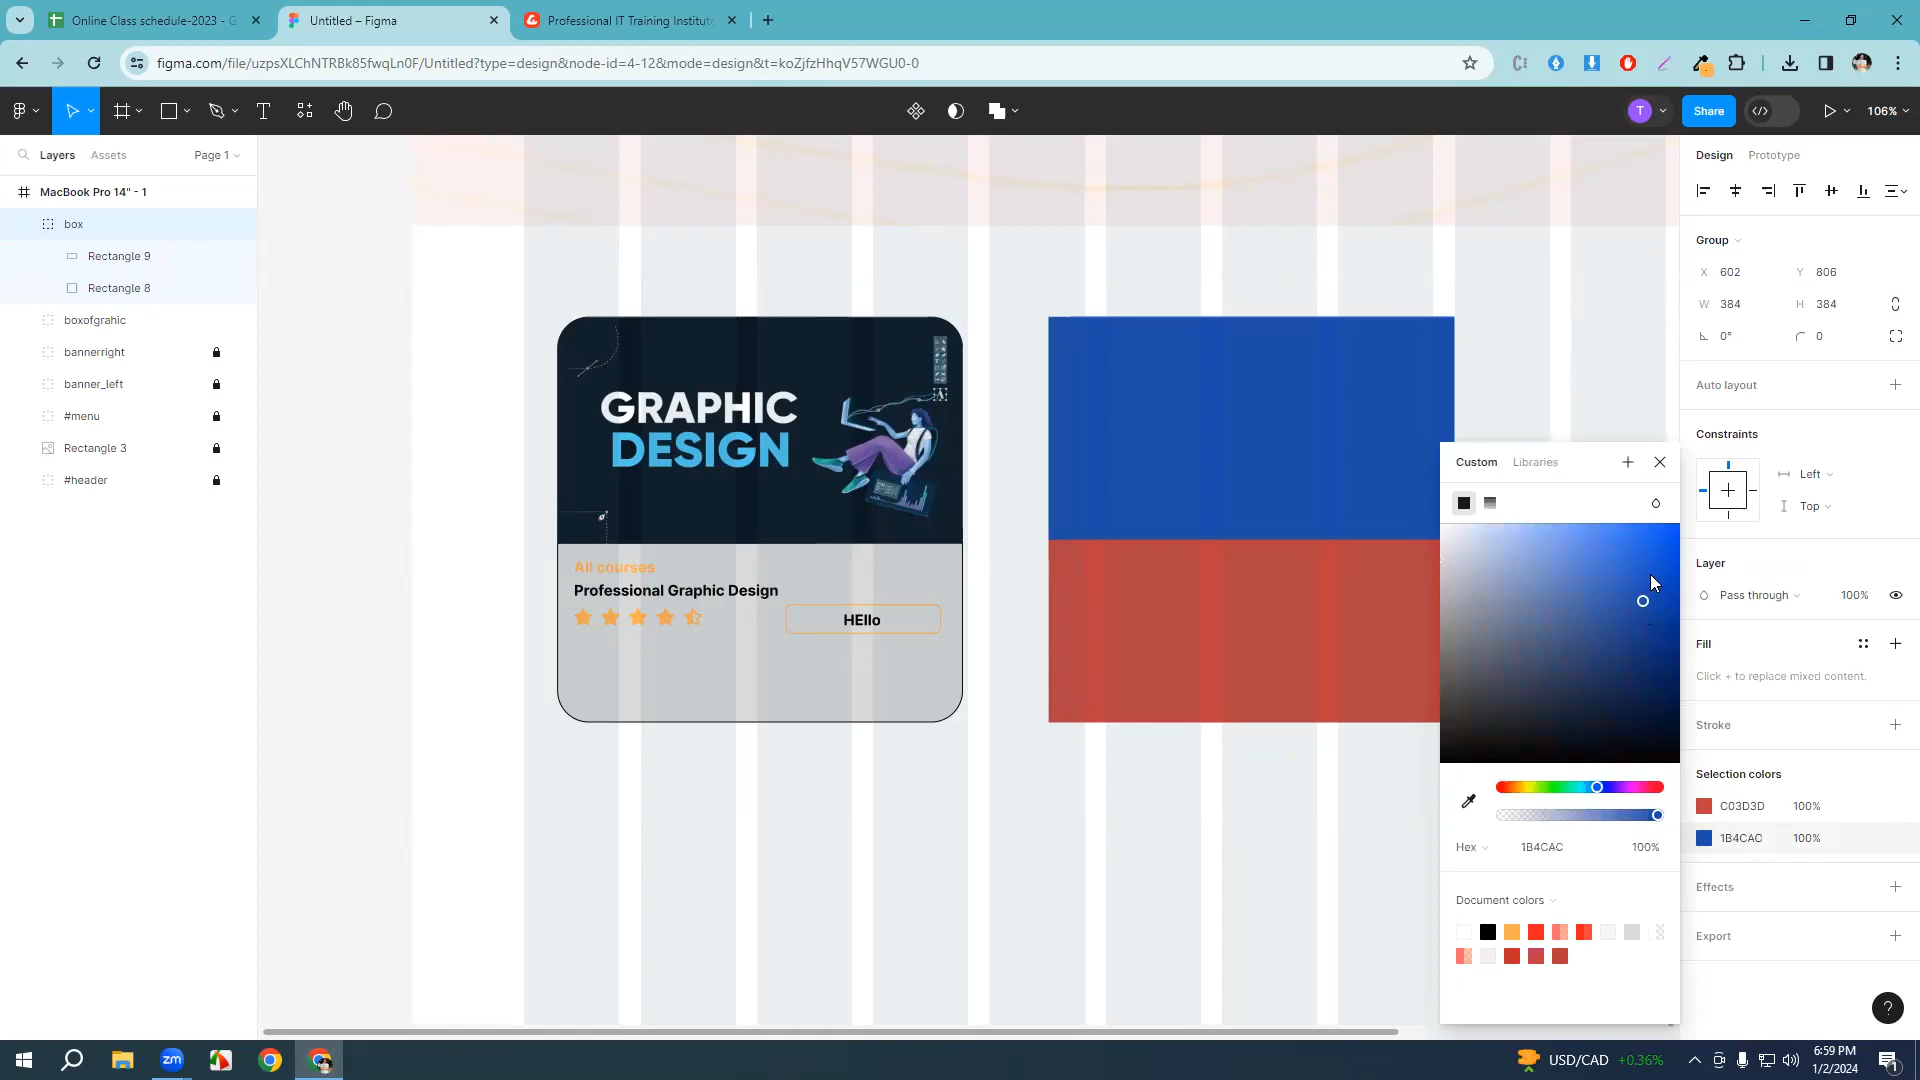 Online Class schedule-2023 - G
Untitled – Figma
Professional IT Training Institute
figma.com/file/uzpsXLChNTRBk85fwqLn0F/Untitled?type=design&node-id=4-12&mode=design&t=koZjfzHhqV57WGU0-0
T
Share
106%
Layers
Assets
Page 1
Design
Prototype
MacBook Pro 14" - 1
box
Rectangle 9
Rectangle 8
boxofgrahic
bannerright
banner_left
#menu
Rectangle 3
#header
GRAPHIC
DESIGN
All courses
Professional Graphic Design
HEllo
Custom
Libraries
Hex
1B4CAC
100%
Document colors
Group
X 602
Y 806
W 384
H 384
0°
0
Auto layout
Constraints
Left
Top
Layer
Pass through
100%
Fill
Click + to replace mixed content.
Stroke
Selection colors
C03D3D 100%
1B4CAC 100%
Effects
Export
?
zm
USD/CAD +0.36%
6:59 PM
1/2/2024
1